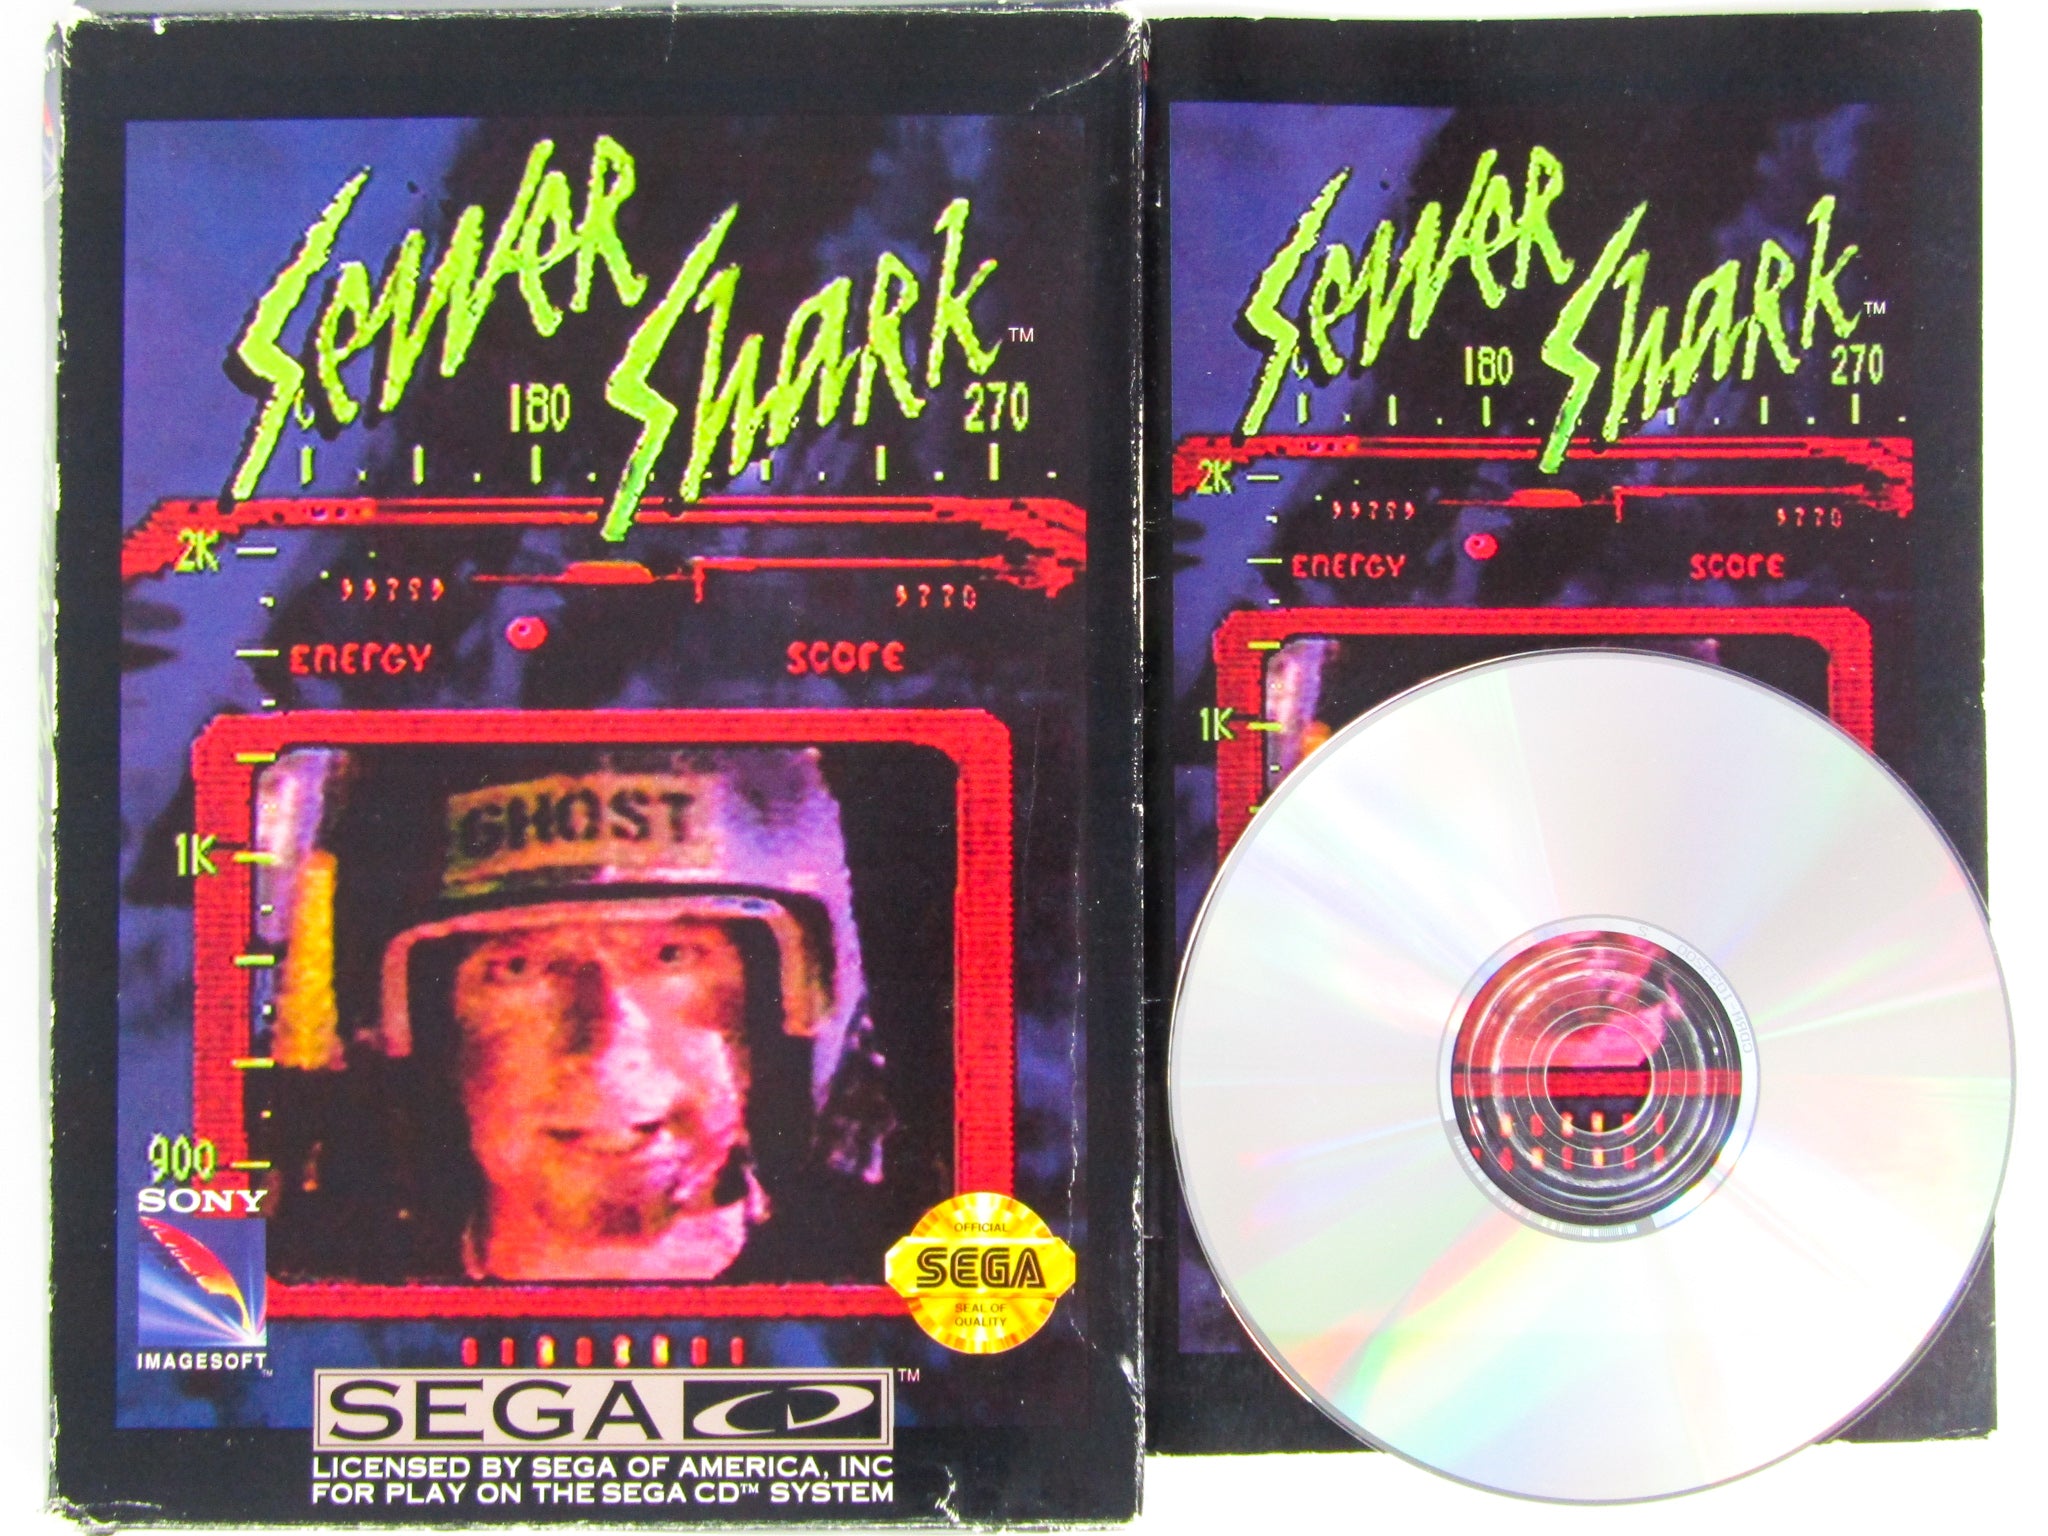 Sewer
Shark
TM
180
270
2K
ENERGY
SCORE
1K
GHOST
900
SONY
IMAGESOFT
TM
OFFICIAL
SEGA
SEAL OF
QUALITY
SEGA CD
TM
LICENSED BY SEGA OF AMERICA, INC
FOR PLAY ON THE SEGA CD™ SYSTEM
Sewer
Shark
TM
180
270
2K
ENERGY
SCORE
1K